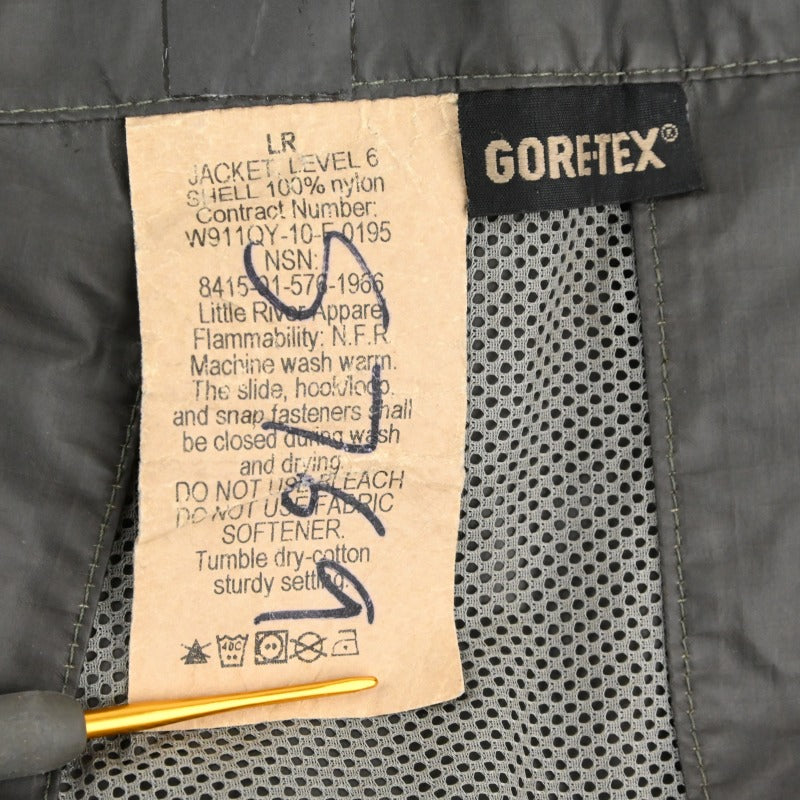 LR
JACKET, LEVEL 6
SHELL 100% nylon
Contract Number:
W911QY-10-F-0195
NSN:
8415-01-576-1966
Little River Apparel
Flammability: N.F.R
Machine wash warm.
The slide, hook/loop,
and snap fasteners shall
be closed during wash
and drying.
DO NOT USE BLEACH
DO NOT USE FABRIC
SOFTENER.
Tumble dry-cotton
sturdy setting.
40C
GORE-TEX®